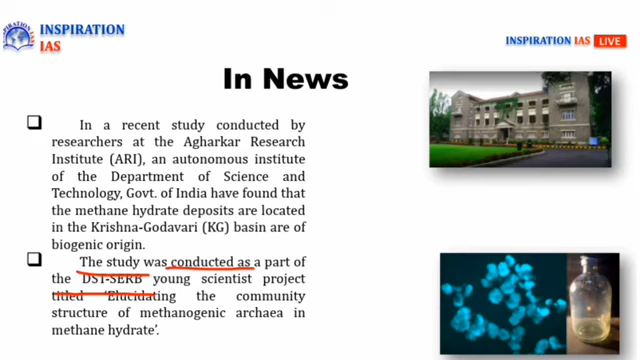 INSPIRATION
IAS
INSPIRATION IAS LIVE
In News
In a recent study conducted by
researchers at the Agharkar Research
Institute (ARI), an autonomous institute
of the Department of Science and
Technology, Govt. of India have found that
the methane hydrate deposits are located
in the Krishna-Godavari (KG) basin are of
biogenic origin.
The study was conducted as a part of
the DST-SERB young scientist project
titled 'Elucidating the community
structure of methanogenic archaea in
methane hydrate'.